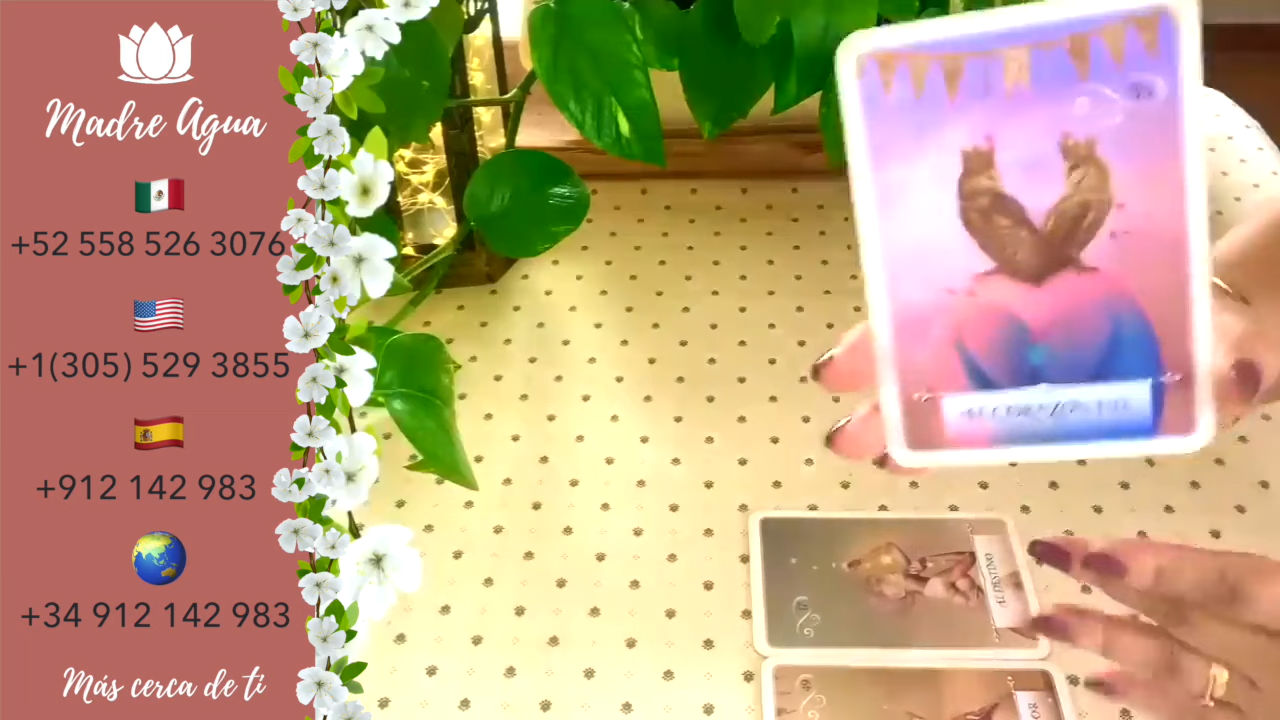 Madre Agua
+52 558 526 3076
+1(305) 529 3855
+912 142 983
+34 912 142 983
Más cerca de ti